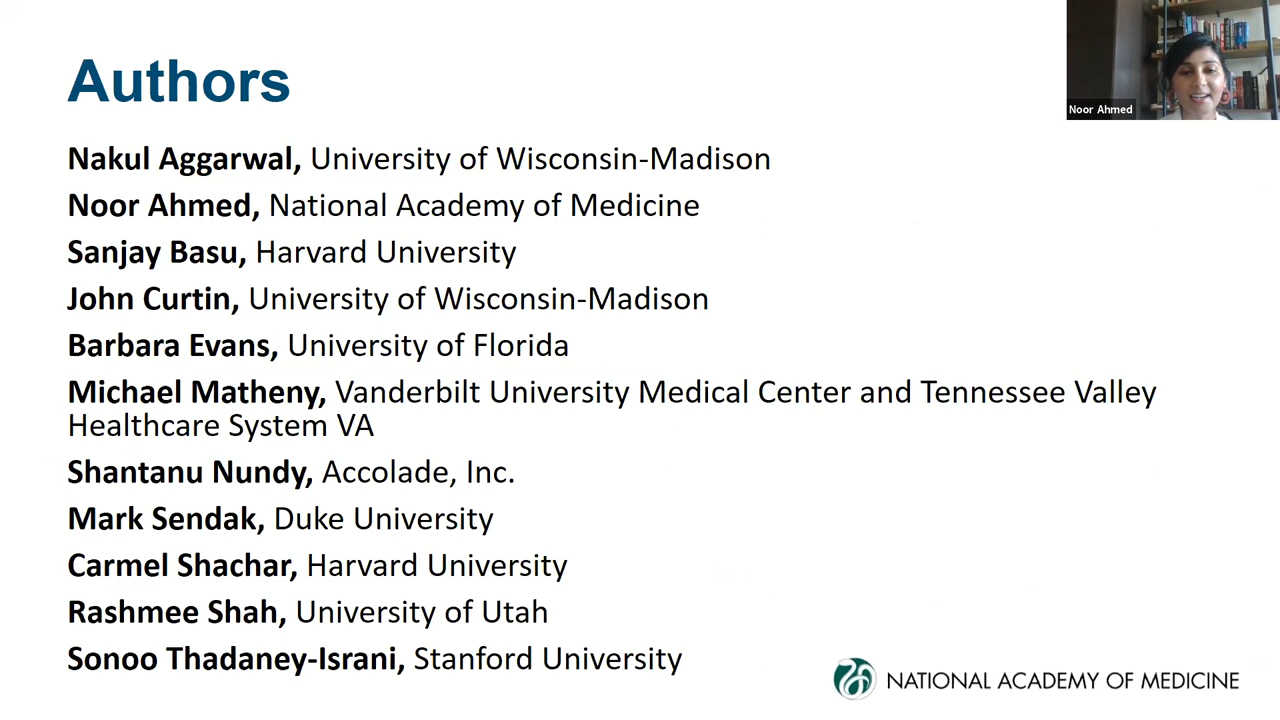 Authors
Noor Ahmed
Nakul Aggarwal, University of Wisconsin-Madison
Noor Ahmed, National Academy of Medicine
Sanjay Basu, Harvard University
John Curtin, University of Wisconsin-Madison
Barbara Evans, University of Florida
Michael Matheny, Vanderbilt University Medical Center and Tennessee Valley
Healthcare System VA
Shantanu Nundy, Accolade, Inc.
Mark Sendak, Duke University
Carmel Shachar, Harvard University
Rashmee Shah, University of Utah
Sonoo Thadaney-Israni, Stanford University
NATIONAL ACADEMY OF MEDICINE